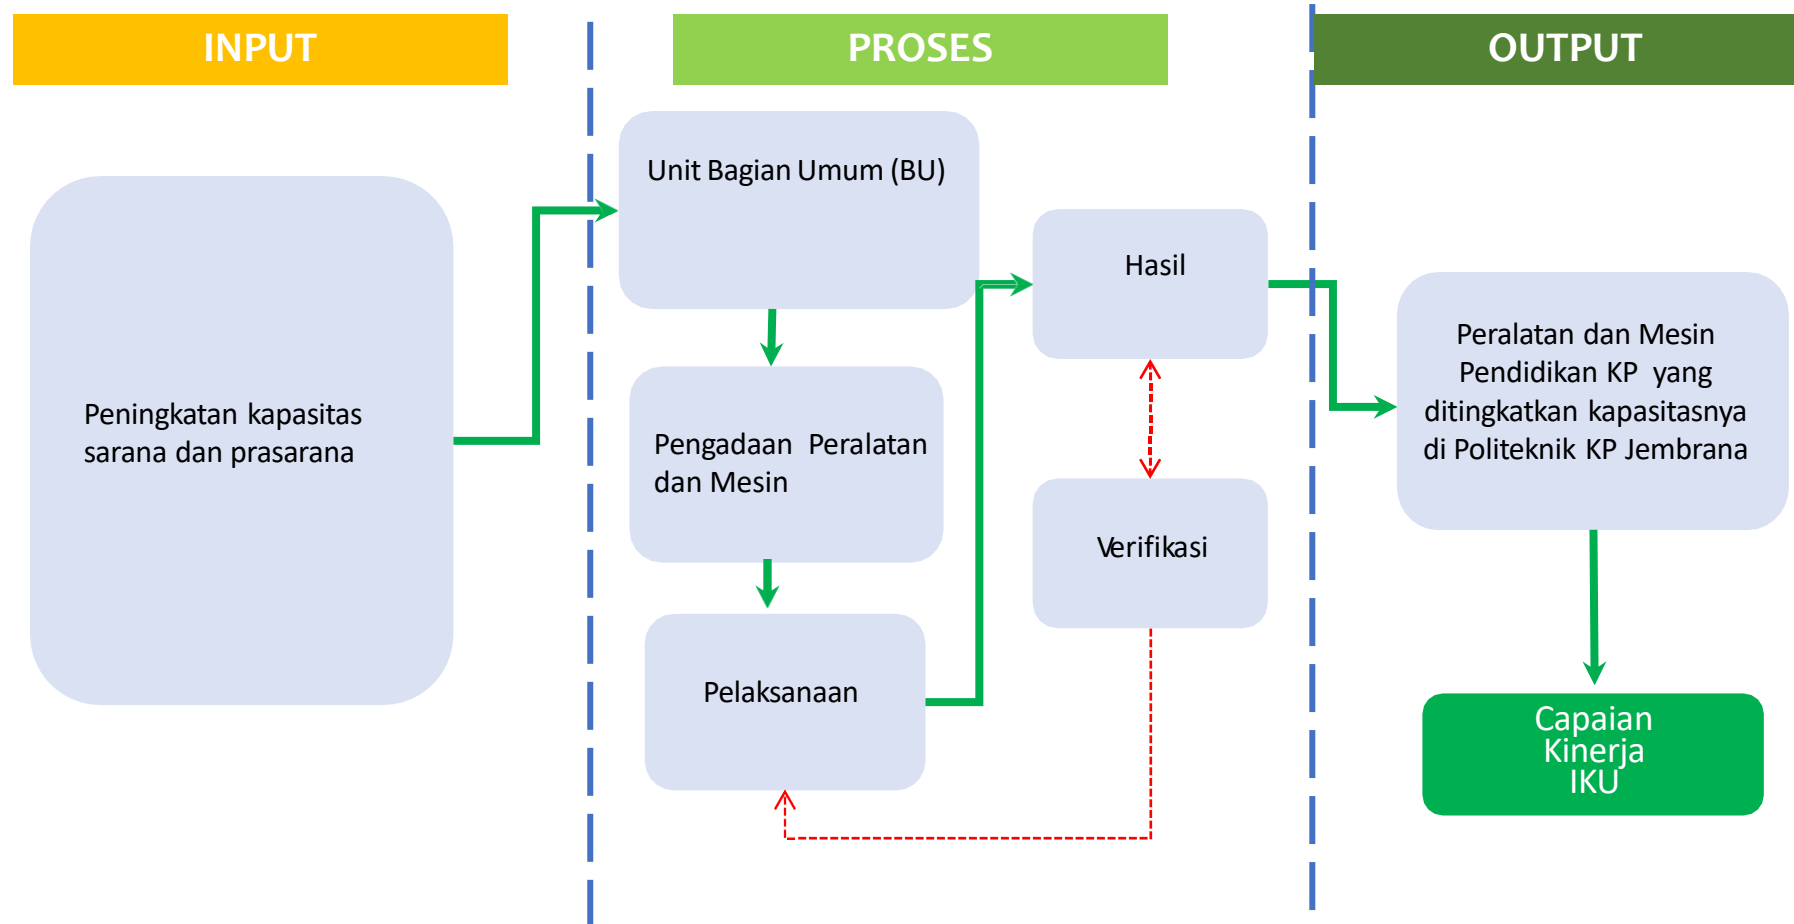 INPUT
PROSES
OUTPUT
Peningkatan kapasitas
sarana dan prasarana
Unit Bagian Umum (BU)
Pengadaan Peralatan
dan Mesin
Pelaksanaan
Hasil
Verifikasi
Peralatan dan Mesin
Pendidikan KP yang
ditingkatkan kapasitasnya
di Politeknik KP Jembrana
Capaian
Kinerja
IKU